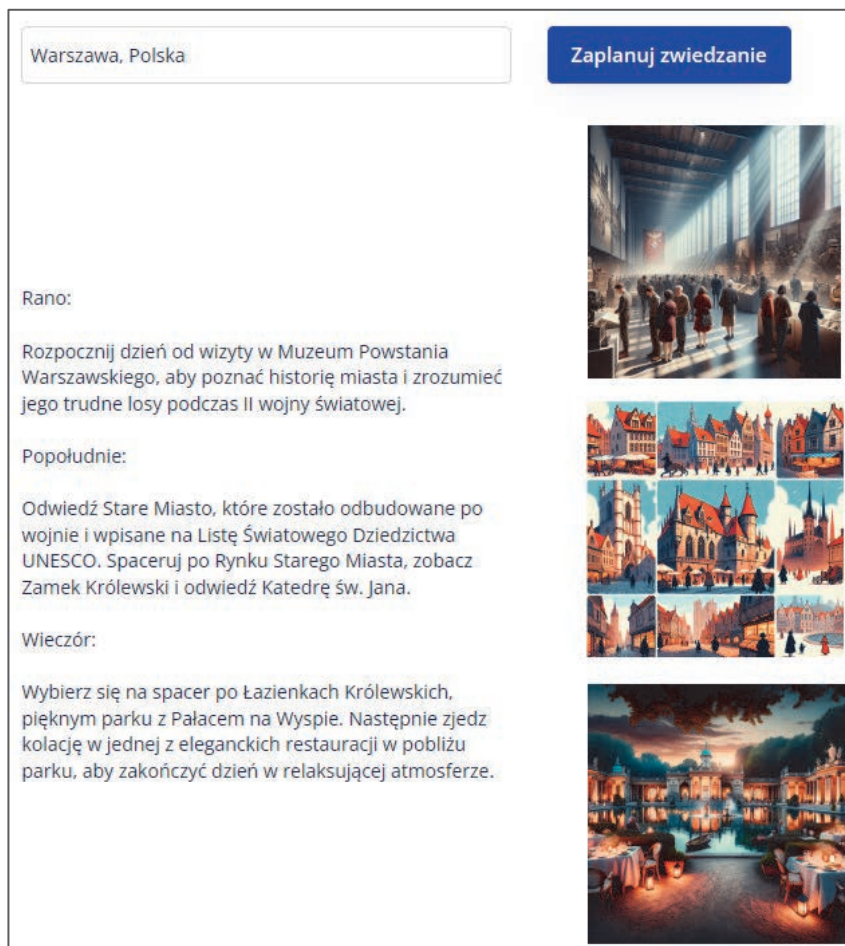 Warszawa, Polska
Zaplanuj zwiedzanie
Rano:
Rozpocznij dzień od wizyty w Muzeum Powstania
Warszawskiego, aby poznać historię miasta i zrozumieć
jego trudne losy podczas II wojny światowej.
Popołudnie:
Odwiedź Stare Miasto, które zostało odbudowane po
wojnie i wpisane na Listę Światowego Dziedzictwa
UNESCO. Spaceruj po Rynku Starego Miasta, zobacz
Zamek Królewski i odwiedź Katedrę św. Jana.
Wieczór:
Wybierz się na spacer po Łazienkach Królewskich,
pięknym parku z Pałacem na Wyspie. Następnie zjedz
kolację w jednej z eleganckich restauracji w pobliżu
parku, aby zakończyć dzień w relaksującej atmosferze.